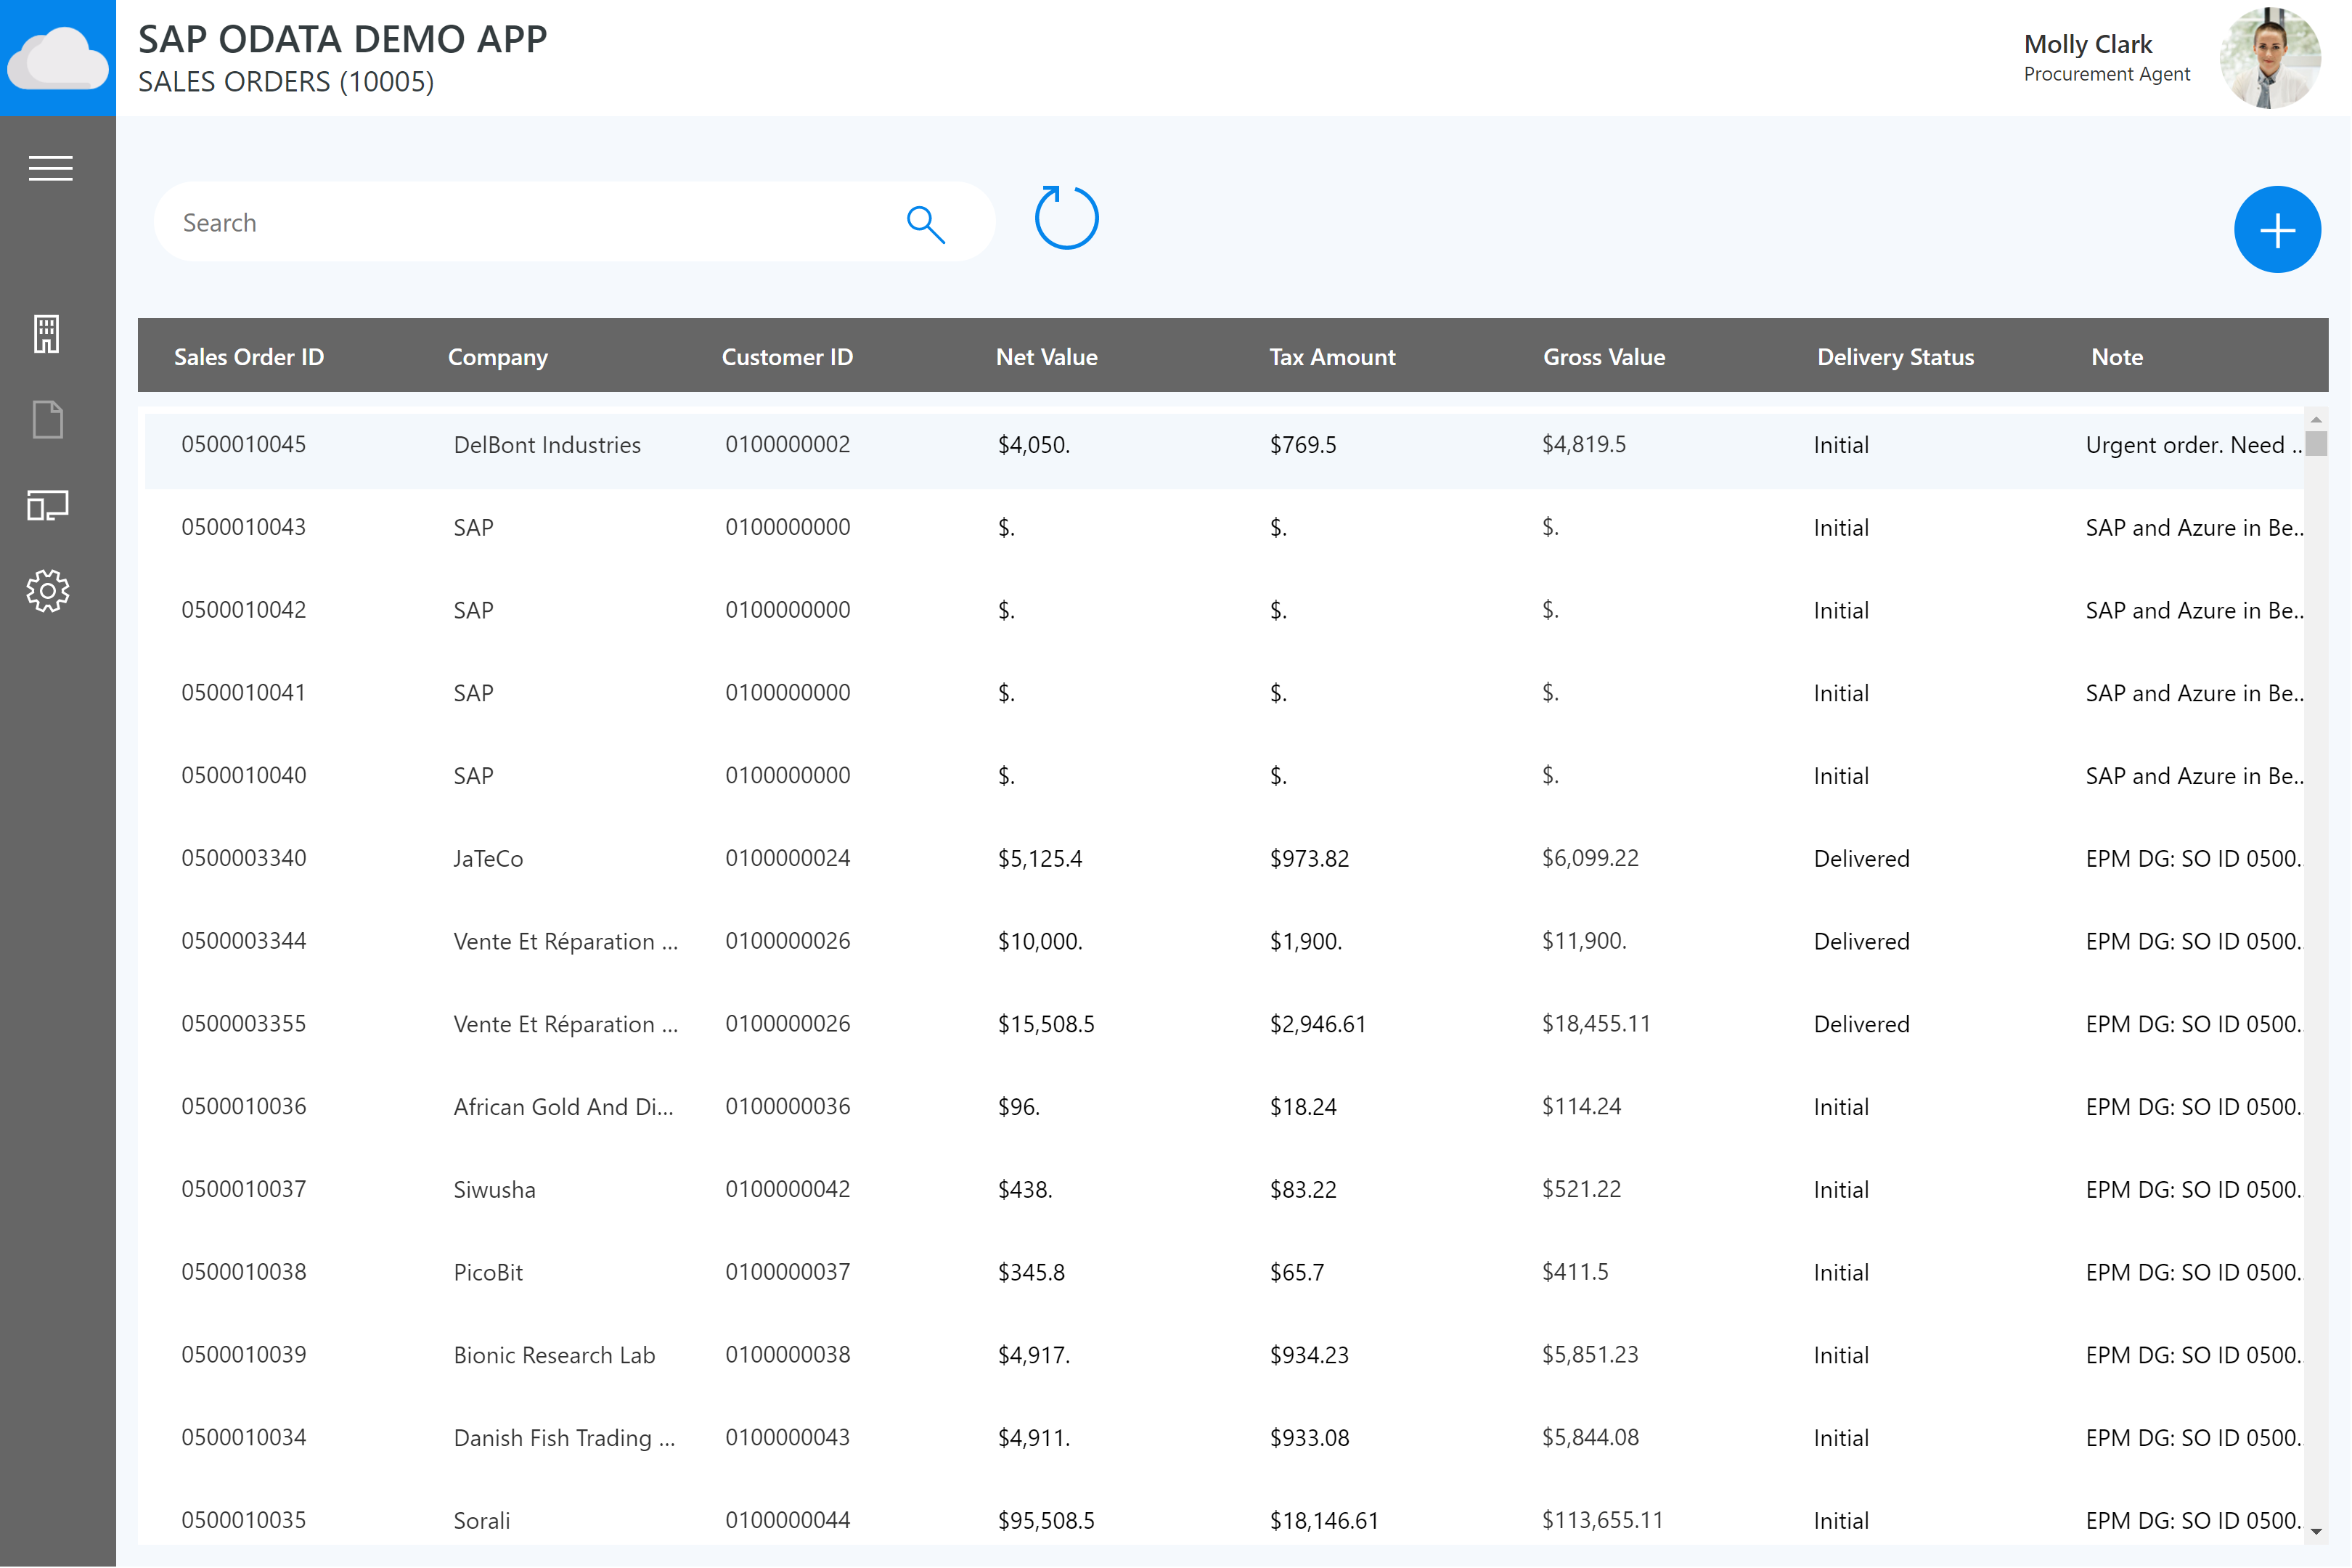 SAP ODATA DEMO APP
SALES ORDERS (10005)
Molly Clark
Procurement Agent
Search
Sales Order ID Company Customer ID Net Value Tax Amount Gross Value Delivery Status Note
0500010045 DelBont Industries 0100000002 $4,050. $769.5 $4,819.5 Initial Urgent order. Need ..
0500010043 SAP 0100000000 $. $. $. Initial SAP and Azure in Be..
0500010042 SAP 0100000000 $. $. $. Initial SAP and Azure in Be..
0500010041 SAP 0100000000 $. $. $. Initial SAP and Azure in Be..
0500010040 SAP 0100000000 $. $. $. Initial SAP and Azure in Be..
0500003340 JaTeCo 0100000024 $5,125.4 $973.82 $6,099.22 Delivered EPM DG: SO ID 0500..
0500003344 Vente Et Réparation ... 0100000026 $10,000. $1,900. $11,900. Delivered EPM DG: SO ID 0500..
0500003355 Vente Et Réparation ... 0100000026 $15,508.5 $2,946.61 $18,455.11 Delivered EPM DG: SO ID 0500..
0500010036 African Gold And Di... 0100000036 $96. $18.24 $114.24 Initial EPM DG: SO ID 0500..
0500010037 Siwusha 0100000042 $438. $83.22 $521.22 Initial EPM DG: SO ID 0500..
0500010038 PicoBit 0100000037 $345.8 $65.7 $411.5 Initial EPM DG: SO ID 0500..
0500010039 Bionic Research Lab 0100000038 $4,917. $934.23 $5,851.23 Initial EPM DG: SO ID 0500..
0500010034 Danish Fish Trading ... 0100000043 $4,911. $933.08 $5,844.08 Initial EPM DG: SO ID 0500..
0500010035 Sorali 0100000044 $95,508.5 $18,146.61 $113,655.11 Initial EPM DG: SO ID 0500..